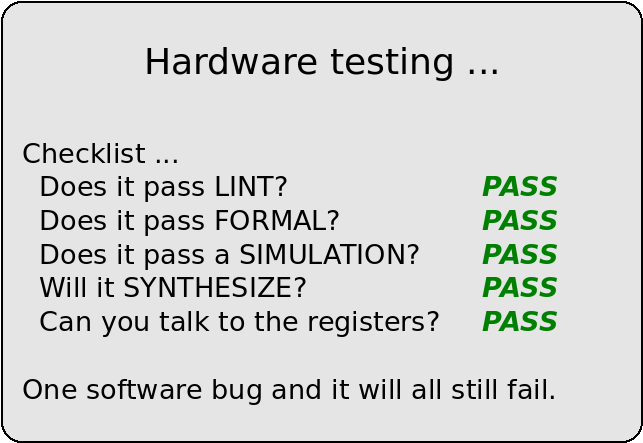 Hardware testing ...
Checklist ...
Does it pass LINT? PASS
Does it pass FORMAL? PASS
Does it pass a SIMULATION? PASS
Will it SYNTHESIZE? PASS
Can you talk to the registers? PASS
One software bug and it will all still fail.